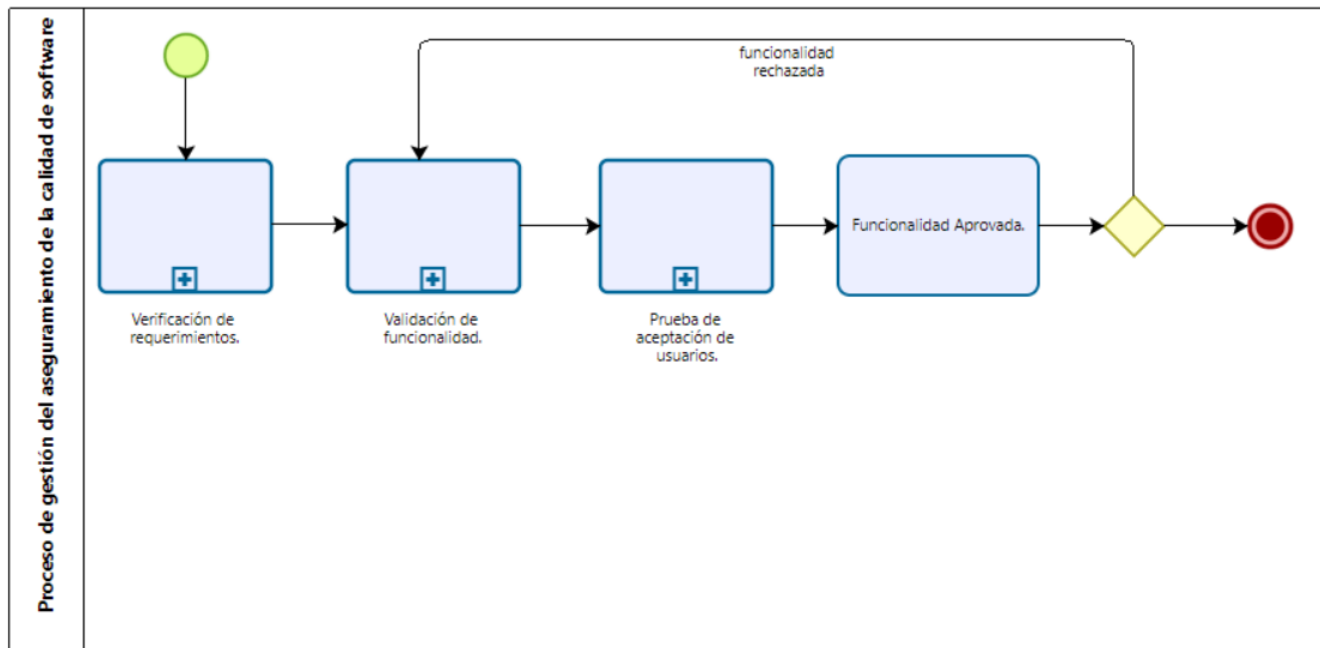 Proceso de gestión del aseguramiento de la calidad de software
funcionalidad
rechazada
Funcionalidad Aprovada.
Verificación de
requerimientos.
Validación de
funcionalidad.
Prueba de
aceptación de
usuarios.